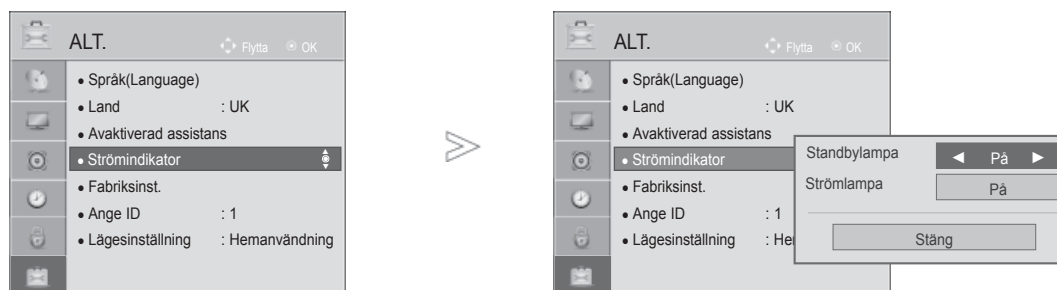 ALT.
Flytta
OK
Språk(Language)
Land : UK
Avaktiverad assistans
Strömindikator
Fabriksinst.
Ange ID : 1
Lägesinställning : Hemanvändning
ALT.
Flytta
OK
Språk(Language)
Land : UK
Avaktiverad assistans
Strömindikator
Fabriksinst.
Ange ID : 1
Lägesinställning : He
Standbylampa ◄ På ►
Strömlampa På
Stäng